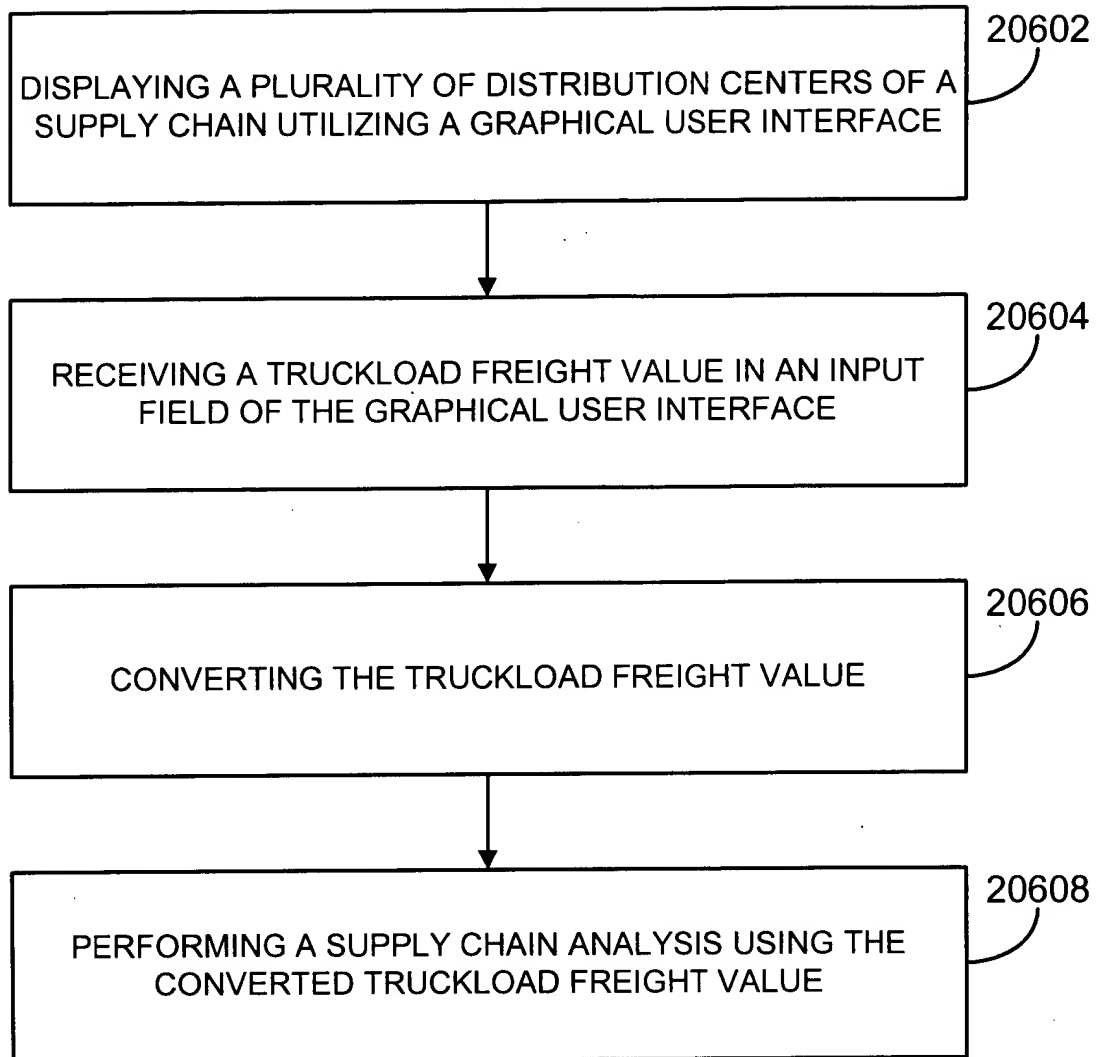 20602
DISPLAYING A PLURALITY OF DISTRIBUTION CENTERS OF A
SUPPLY CHAIN UTILIZING A GRAPHICAL USER INTERFACE
20604
RECEIVING A TRUCKLOAD FREIGHT VALUE IN AN INPUT
FIELD OF THE GRAPHICAL USER INTERFACE
20606
CONVERTING THE TRUCKLOAD FREIGHT VALUE
20608
PERFORMING A SUPPLY CHAIN ANALYSIS USING THE
CONVERTED TRUCKLOAD FREIGHT VALUE